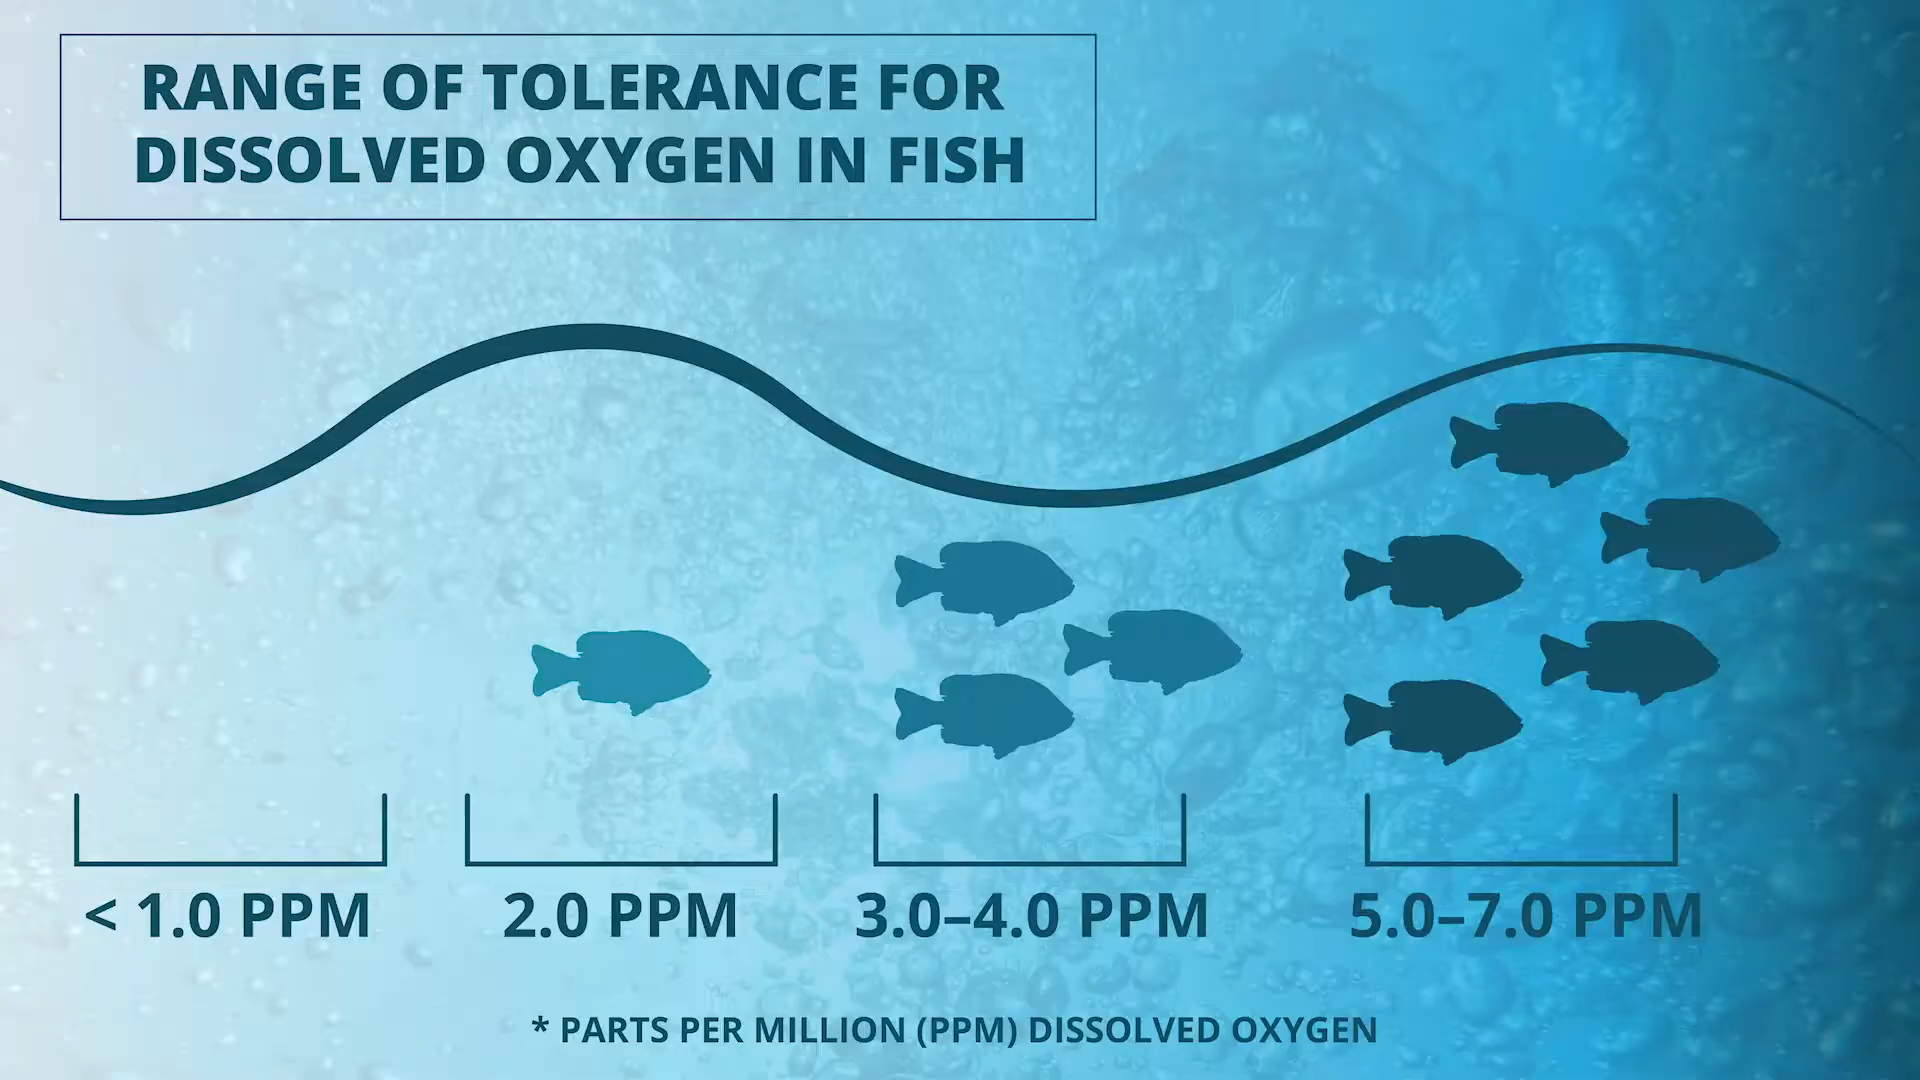 RANGE OF TOLERANCE FOR
DISSOLVED OXYGEN IN FISH
< 1.0 PPM
2.0 PPM
3.0–4.0 PPM
5.0–7.0 PPM
* PARTS PER MILLION (PPM) DISSOLVED OXYGEN